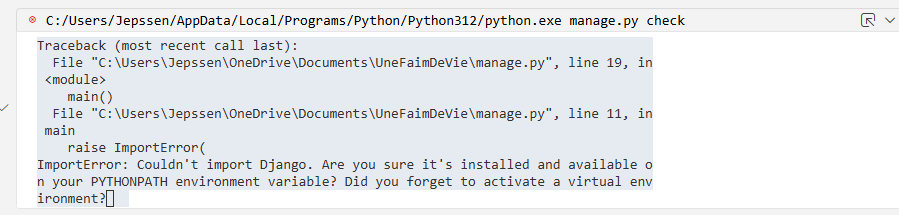 C:/Users/Jepssen/AppData/Local/Programs/Python/Python312/python.exe manage.py check
Traceback (most recent call last):
  File "C:\Users\Jepssen\OneDrive\Documents\UneFaimDeVie\manage.py", line 19, in
 <module>
    main()
  File "C:\Users\Jepssen\OneDrive\Documents\UneFaimDeVie\manage.py", line 11, in
 main
    raise ImportError(
ImportError: Couldn't import Django. Are you sure it's installed and available o
n your PYTHONPATH environment variable? Did you forget to activate a virtual env
ironment?